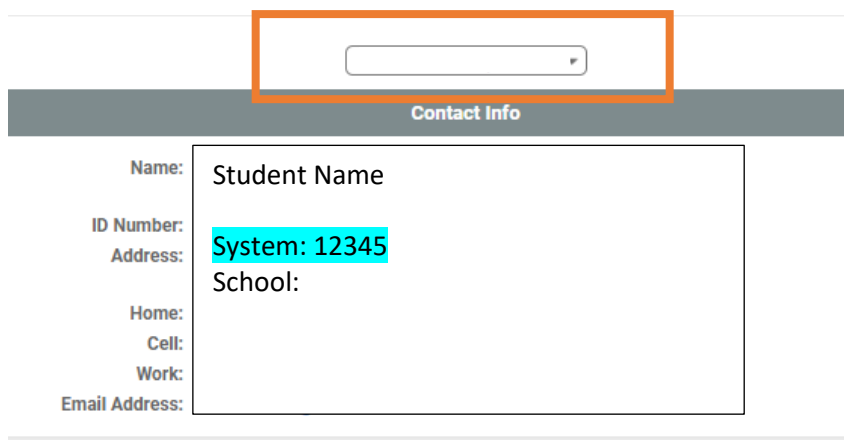 Contact Info
Name:
Student Name
ID Number:
System: 12345
Address:
School:
Home:
Cell:
Work:
Email Address: